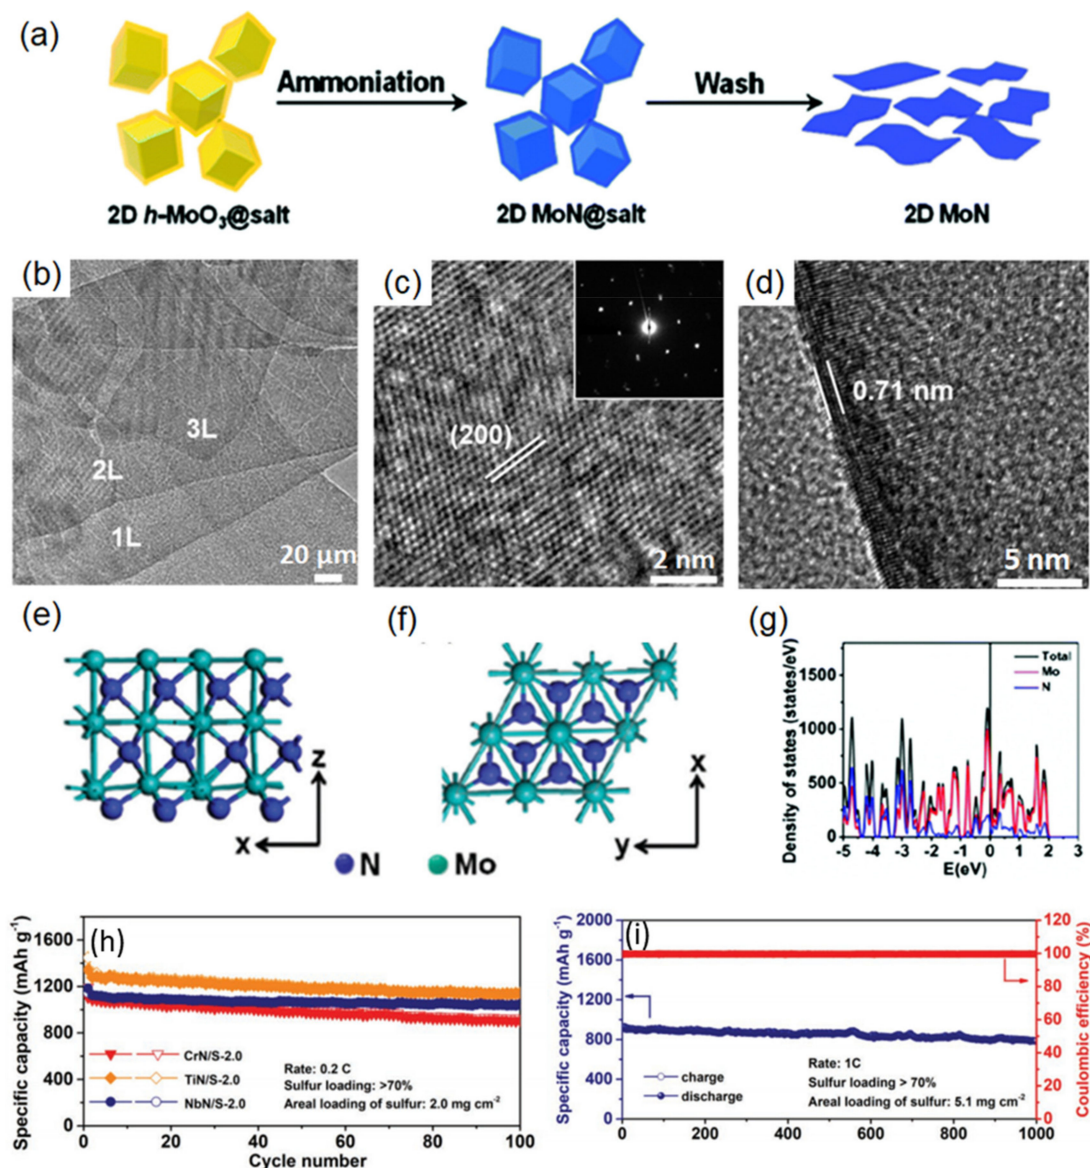 (a)
Ammoniation
Wash
2D h-MoO₃@salt
2D MoN@salt
2D MoN
(b)
3L
2L
1L
20 μm
(c)
(200)
2 nm
(d)
0.71 nm
5 nm
(e)
z
x
(f)
x
y
N
Mo
(g)
Density of states (states/eV)
1500
1000
500
0
Total
Mo
N
-5 -4 -3 -2 -1 0 1 2 3
E(eV)
(h)
Specific capacity (mAh g⁻¹)
1600
1200
800
400
0
CrN/S-2.0
TiN/S-2.0
NbN/S-2.0
Rate: 0.2 C
Sulfur loading: >70%
Areal loading of sulfur: 2.0 mg cm⁻²
0 20 40 60 80 100
Cycle number
(i)
Specific capacity (mAh g⁻¹)
2000
1600
1200
800
400
0
charge
discharge
Rate: 1C
Sulfur loading > 70%
Areal loading of sulfur: 5.1 mg cm⁻²
0 200 400 600 800 1000
120
100
80
60
40
20
0
Coulombic efficiency (%)